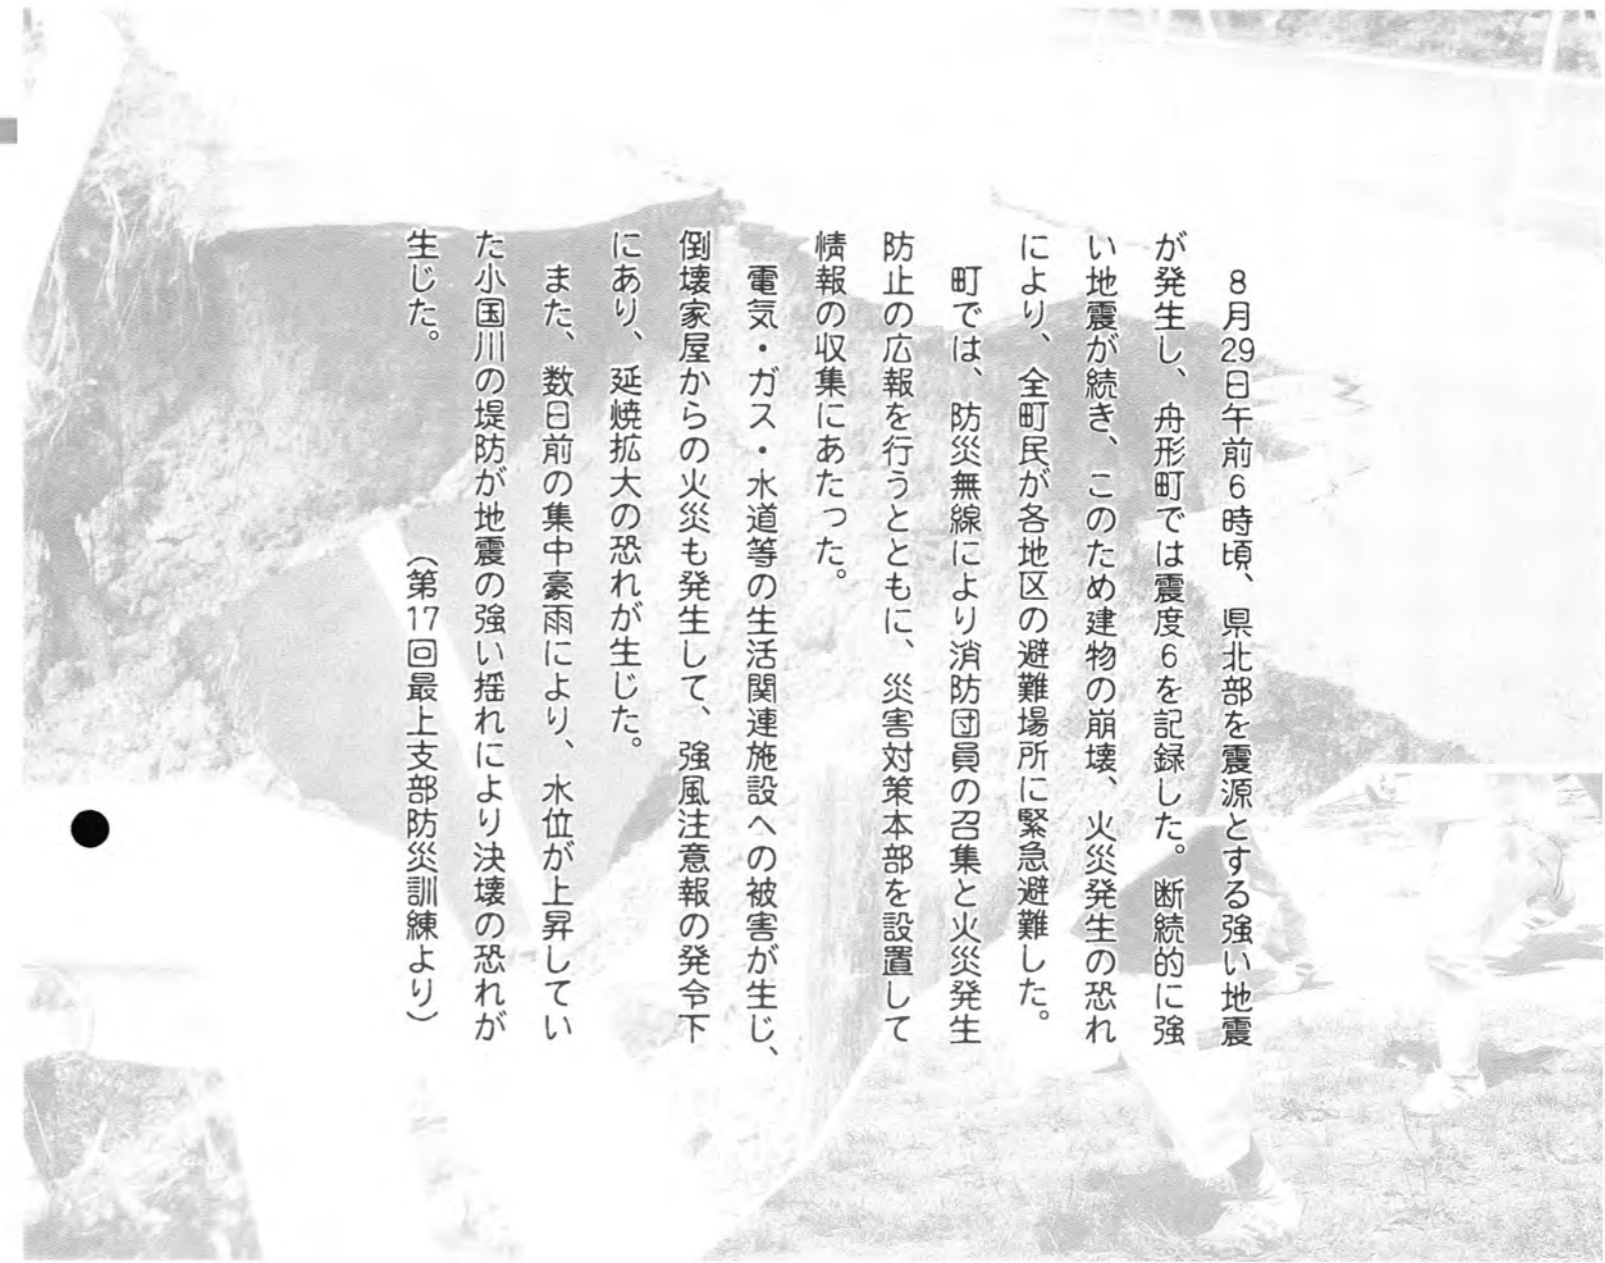 8月29日午前6時頃、県北部を震源とする強い地震
が発生し、舟形町では震度6を記録した。断続的に強
い地震が続き、このため建物の崩壊、火災発生の恐れ
により、全町民が各地区の避難場所に緊急避難した。
町では、防災無線により消防団員の召集と火災発生
防止の広報を行うとともに、災害対策本部を設置して
情報の収集にあたった。
電気・ガス・水道等の生活関連施設への被害が生じ、
倒壊家屋からの火災も発生して、強風注意報の発令下
にあり、延焼拡大の恐れが生じた。
また、数日前の集中豪雨により、水位が上昇してい
た小国川の堤防が地震の強い揺れにより決壊の恐れが
生じた。
（第17回最上支部防災訓練より）